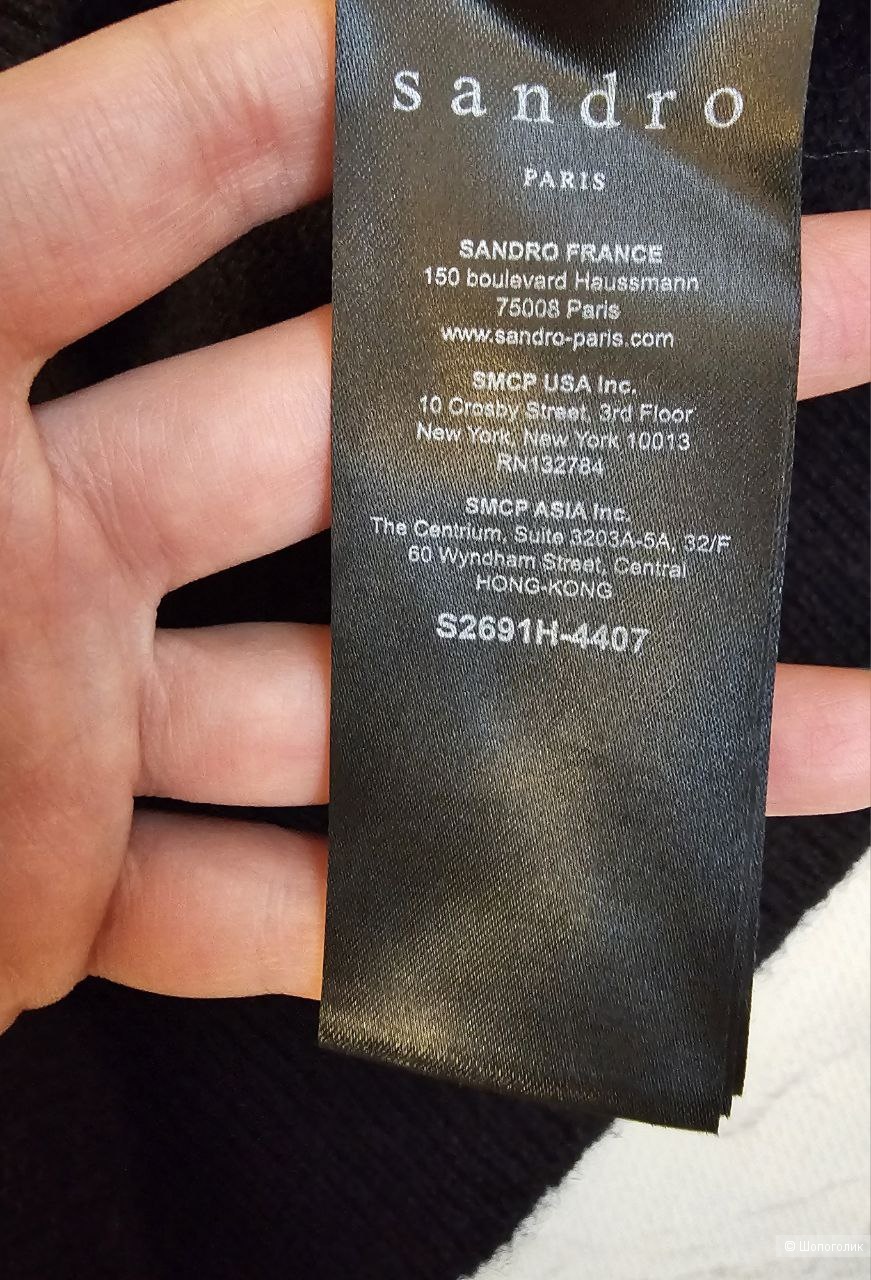 sandro
PARIS
SANDRO FRANCE
150 boulevard Haussmann
75008 Paris
www.sandro-paris.com
SMCP USA Inc.
10 Crosby Street, 3rd Floor
New York, New York 10013
RN132784
SMCP ASIA Inc.
The Centrium, Suite 3203A-5A, 32/F
60 Wyndham Street, Central
HONG-KONG
S2691H-4407
© Шопоголик